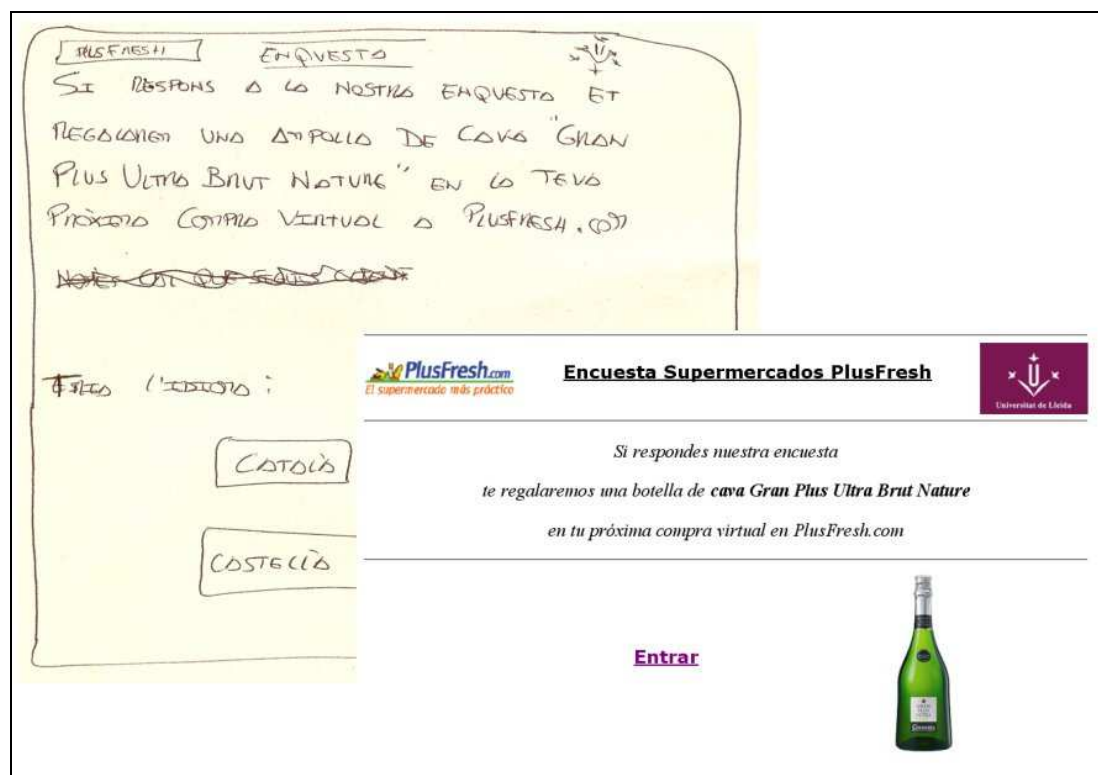 PLUSFRESH
ENQUESTA
SI RESPONS A LA NOSTRA ENQUESTA ET
REGALAREM UNA AMPOLLA DE CAVA "GRAN
PLUS ULTRA BRUT NATURE" EN LA TEVA
PRÒXIMA COMPRA VIRTUAL A PLUSFRESH.COM
TRIA L'IDIOMA:
CATALÀ
CASTELLÀ
PlusFresh.com
El supermercado más práctico
Encuesta Supermercados PlusFresh
Universitat de Lleida
Si respondes nuestra encuesta
te regalaremos una botella de cava Gran Plus Ultra Brut Nature
en tu próxima compra virtual en PlusFresh.com
Entrar